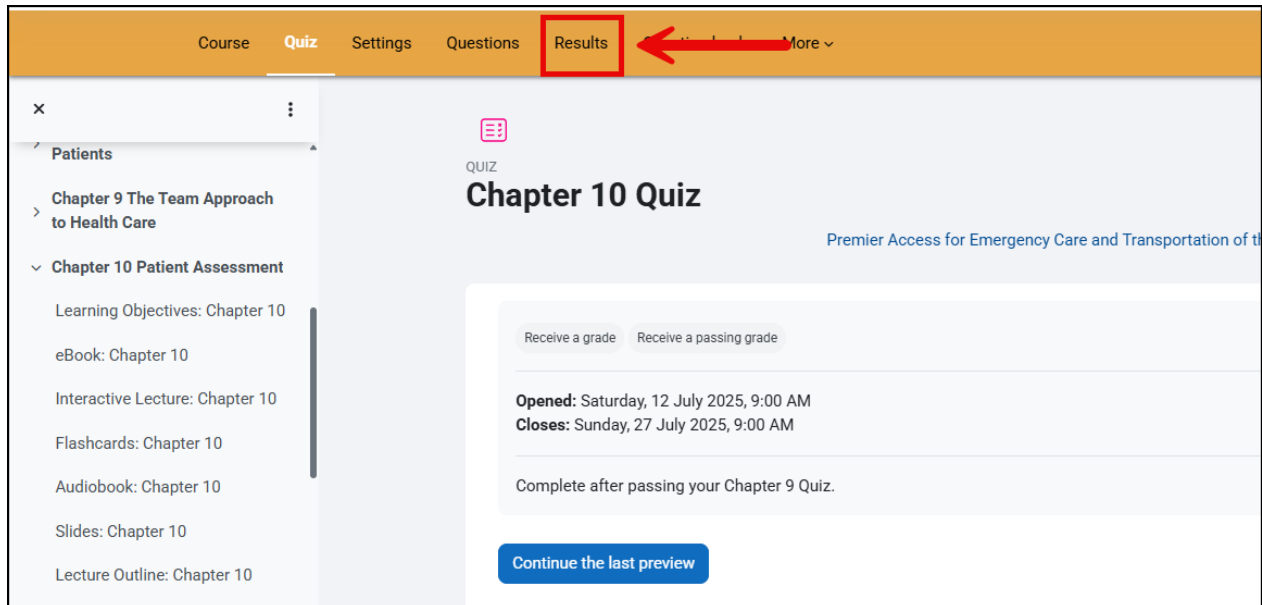 Course Quiz Settings Questions Results More
Patients
Chapter 9 The Team Approach
to Health Care
Chapter 10 Patient Assessment
Learning Objectives: Chapter 10
eBook: Chapter 10
Interactive Lecture: Chapter 10
Flashcards: Chapter 10
Audiobook: Chapter 10
Slides: Chapter 10
Lecture Outline: Chapter 10
QUIZ
Chapter 10 Quiz
Premier Access for Emergency Care and Transportation of
Receive a grade Receive a passing grade
Opened: Saturday, 12 July 2025, 9:00 AM
Closes: Sunday, 27 July 2025, 9:00 AM
Complete after passing your Chapter 9 Quiz.
Continue the last preview